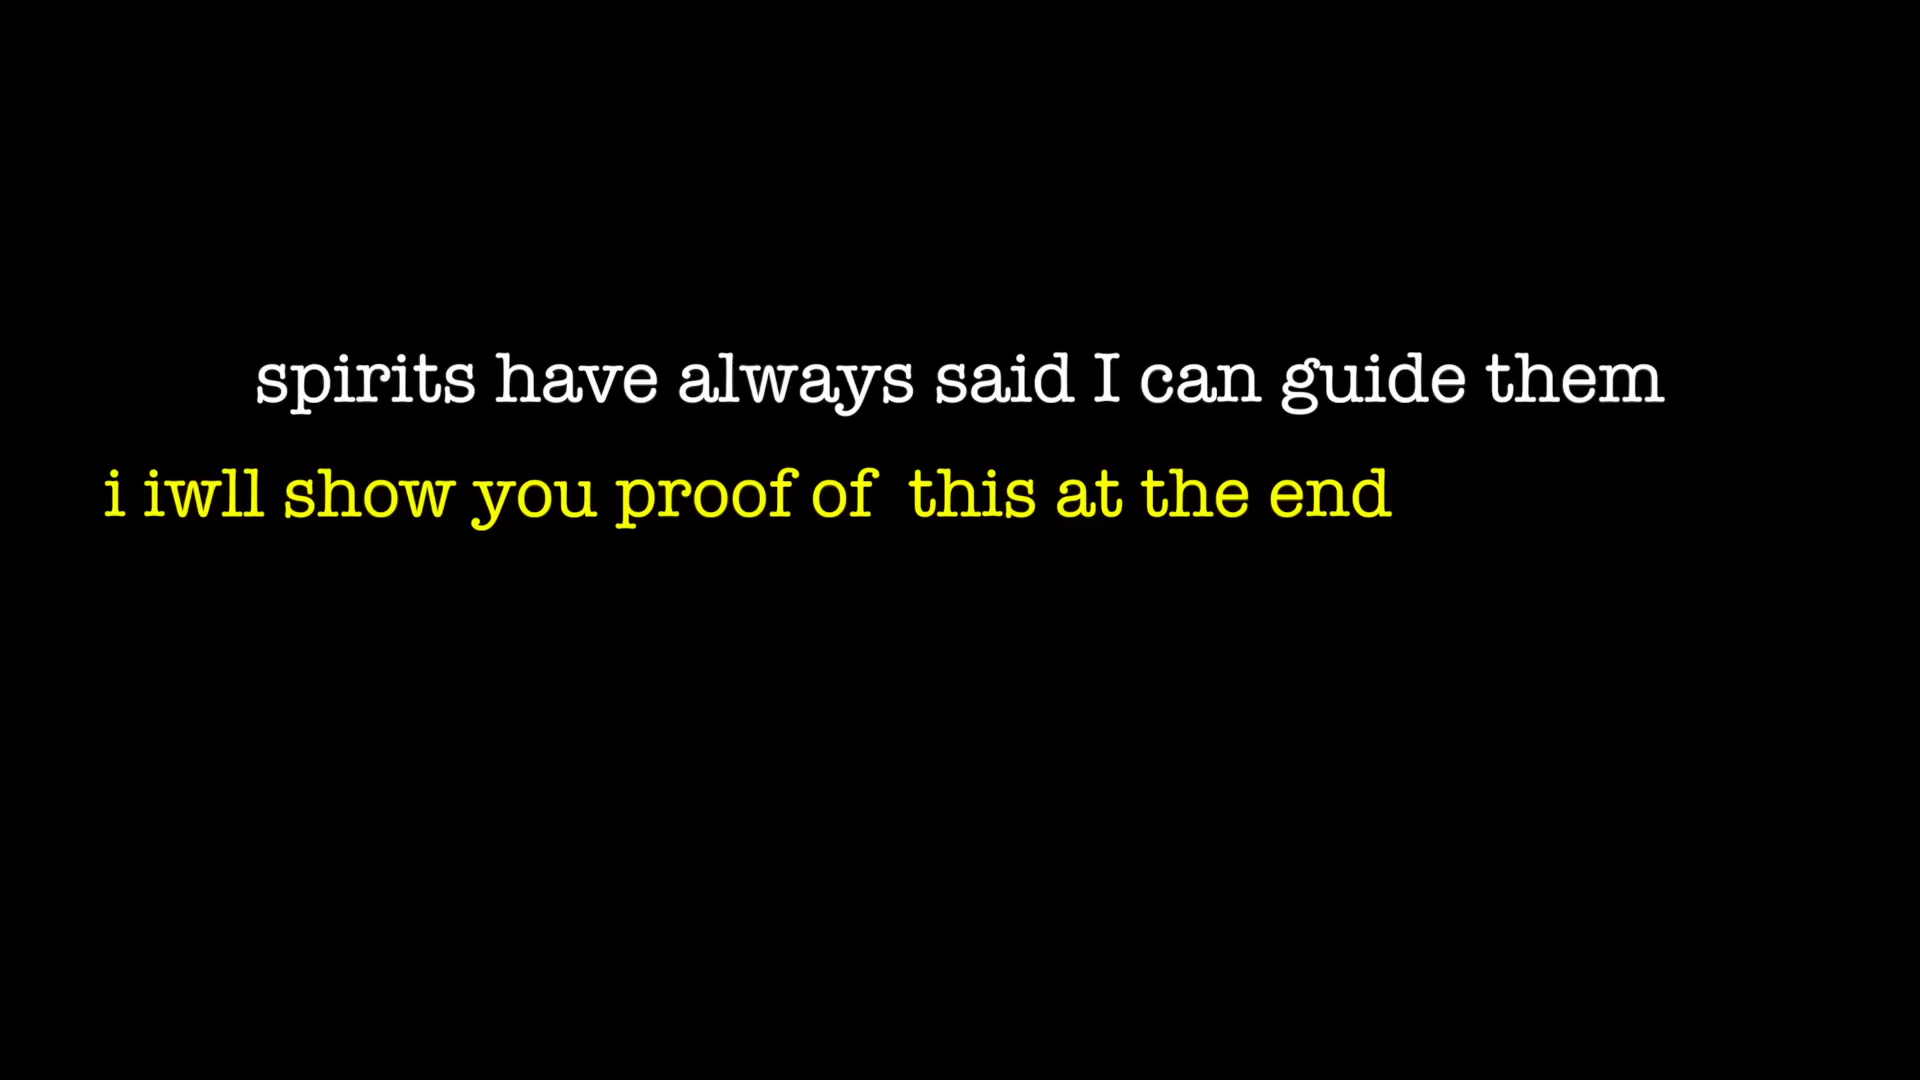 spirits have always said I can guide them
i iwll show you proof of  this at the end